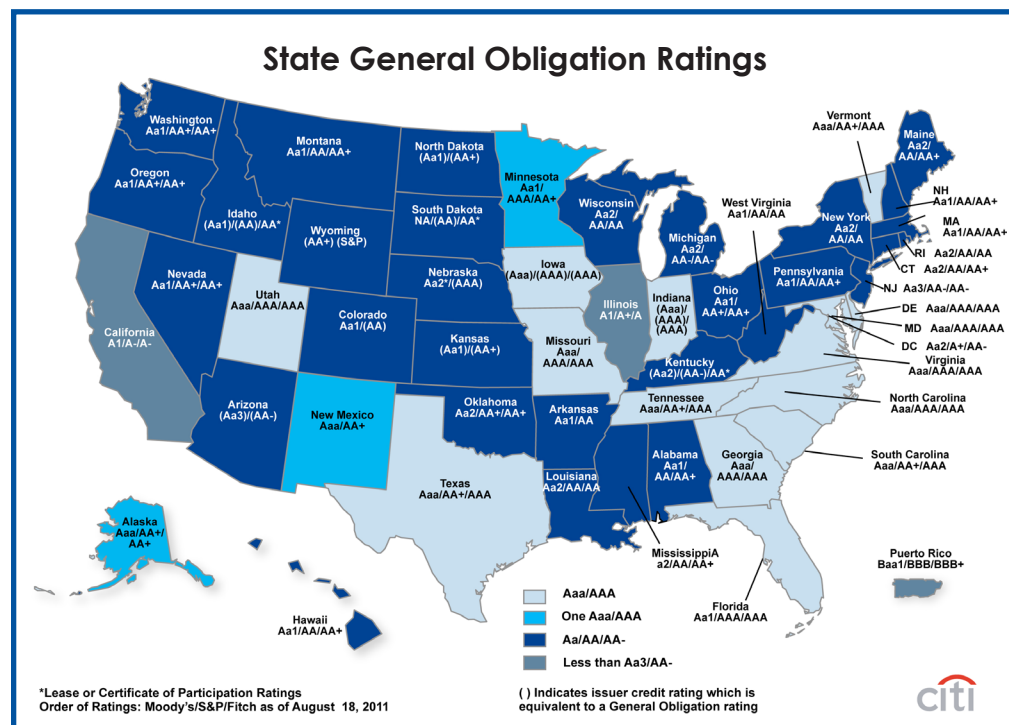 State General Obligation Ratings
Washington
Aa1/AA+/AA+
Oregon
Aa1/AA+/AA+
Montana
Aa1/AA/AA+
Idaho
(Aa1)/(AA)/AA*
Wyoming
(AA+) (S&P)
North Dakota
(Aa1)/(AA+)
South Dakota
NA/(AA)/AA*
Nebraska
Aa2*/(AAA)
Minnesota
Aa1/
AAA/AA+
Wisconsin
Aa2/
AA/AA
Michigan
Aa2/
AA-/AA-
Iowa
(Aaa)/(AAA)/(AAA)
Nevada
Aa1/AA+/AA+
Utah
Aaa/AAA/AAA
California
A1/A-/A-
Colorado
Aa1/(AA)
Kansas
(Aa1)/(AA+)
Missouri
Aaa/
AAA/AAA
Illinois
A1/A+/A
Indiana
(Aaa)/
(AAA)/
(AAA)
Ohio
Aa1/
AA+/AA+
Kentucky
(Aa2)/(AA-)/AA*
West Virginia
Aa1/AA/AA
Pennsylvania
Aa1/AA/AA+
New York
Aa2/
AA/AA
Vermont
Aaa/AA+/AAA
Maine
Aa2/
AA/AA+
NH
Aa1/AA/AA+
MA
Aa1/AA/AA+
RI Aa2/AA/AA
CT Aa2/AA/AA+
NJ Aa3/AA-/AA-
DE Aaa/AAA/AAA
MD Aaa/AAA/AAA
DC Aa2/A+/AA-
Virginia
Aaa/AAA/AAA
North Carolina
Aaa/AAA/AAA
South Carolina
Aaa/AA+/AAA
Arizona
(Aa3)/(AA-)
New Mexico
Aaa/AA+
Oklahoma
Aa2/AA+/AA+
Arkansas
Aa1/AA
Tennessee
Aaa/AA+/AAA
Texas
Aaa/AA+/AAA
Louisiana
Aa2/AA/AA
Alabama
Aa1/
AA/AA+
Georgia
Aaa/
AAA/AAA
MississippiA
a2/AA/AA+
Florida
Aa1/AAA/AAA
Alaska
Aaa/AA+/
AA+
Hawaii
Aa1/AA/AA+
Puerto Rico
Baa1/BBB/BBB+
Aaa/AAA
One Aaa/AAA
Aa/AA/AA-
Less than Aa3/AA-
*Lease or Certificate of Participation Ratings
Order of Ratings: Moody's/S&P/Fitch as of August 18, 2011
( ) Indicates issuer credit rating which is
equivalent to a General Obligation rating
citi